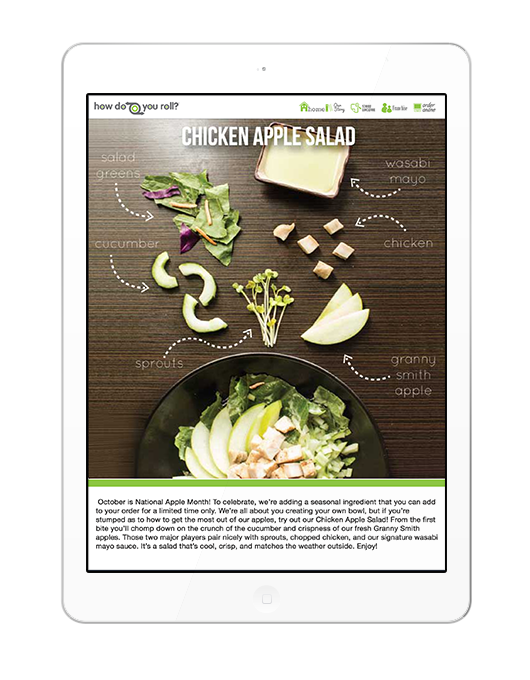 how do you roll?
order online
CHICKEN APPLE SALAD
salad
greens
wasabi
mayo
cucumber
chicken
sprouts
granny
smith
apple
October is National Apple Month! To celebrate, we're adding a seasonal ingredient that you can add
to your order for a limited time only. We're all about you creating your own bowl, but if you're
stumped as to how to get the most out of our apples, try out our Chicken Apple Salad! From the first
bite you'll chomp down on the crunch of the cucumber and crispness of our fresh Granny Smith
apples. Those two major players pair nicely with sprouts, chopped chicken, and our signature wasabi
mayo sauce. It's a salad that's cool, crisp, and matches the weather outside. Enjoy!